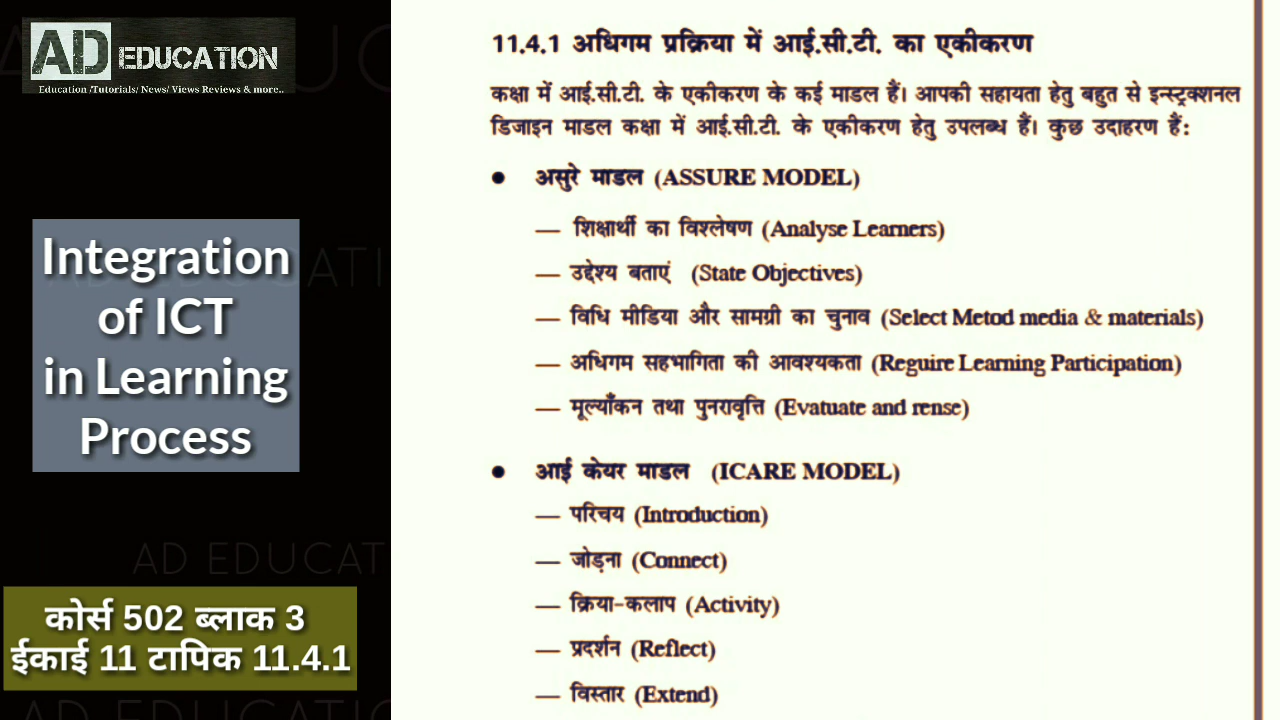 AD EDUCATION
Education /Tutorials/ News/ Views Reviews & more..
Integration
of ICT
in Learning
Process
AD EDUCAT
कोर्स 502 ब्लाक 3
ईकाई 11 टापिक 11.4.1
11.4.1 अधिगम प्रक्रिया में आई.सी.टी. का एकीकरण
कक्षा में आई.सी.टी. के एकीकरण के कई माडल हैं। आपकी सहायता हेतु बहुत से इन्स्ट्रक्शनल
डिजाइन माडल कक्षा में आई.सी.टी. के एकीकरण हेतु उपलब्ध हैं। कुछ उदाहरण हैं:
● असुरे माडल (ASSURE MODEL)
— शिक्षार्थी का विश्लेषण (Analyse Learners)
— उद्देश्य बताएं (State Objectives)
— विधि मीडिया और सामग्री का चुनाव (Select Metod media & materials)
— अधिगम सहभागिता की आवश्यकता (Reguire Learning Participation)
— मूल्याँकन तथा पुनरावृत्ति (Evatuate and rense)
● आई केयर माडल (ICARE MODEL)
— परिचय (Introduction)
— जोड़ना (Connect)
— क्रिया-कलाप (Activity)
— प्रदर्शन (Reflect)
— विस्तार (Extend)